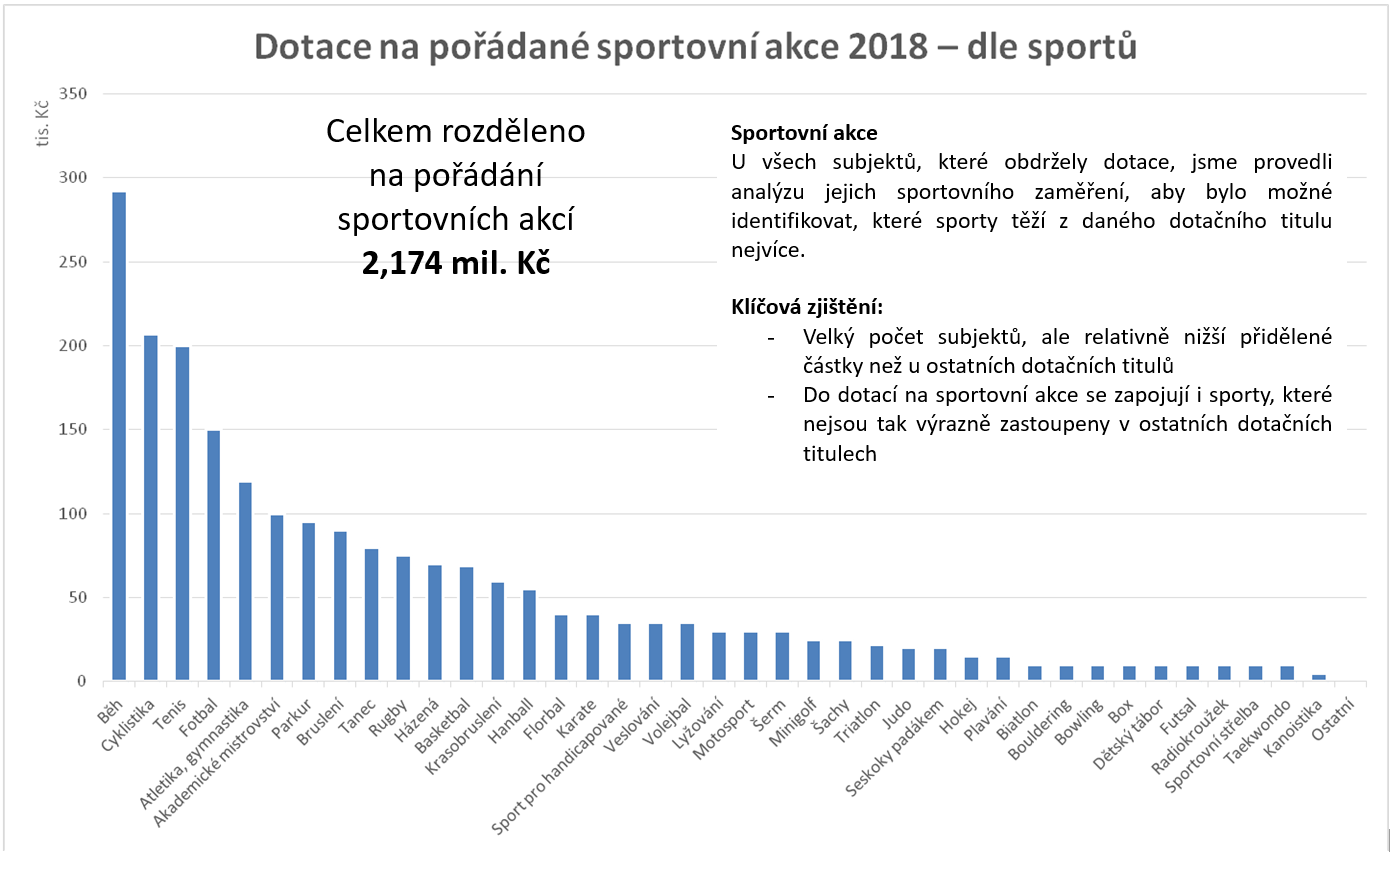 Dotace na pořádané sportovní akce 2018 – dle sportů
tis. Kč
350
300
250
200
150
100
50
0
Celkem rozděleno
na pořádání
sportovních akcí
2,174 mil. Kč
Sportovní akce
U všech subjektů, které obdržely dotace, jsme provedli
analýzu jejich sportovního zaměření, aby bylo možné
identifikovat, které sporty těží z daného dotačního titulu
nejvíce.
Klíčová zjištění:
- Velký počet subjektů, ale relativně nižší přidělené
částky než u ostatních dotačních titulů
- Do dotací na sportovní akce se zapojují i sporty, které
nejsou tak výrazně zastoupeny v ostatních dotačních
titulech
Běh
Cyklistika
Tenis
Fotbal
Atletika, gymnastika
Akademické mistrovství
Parkur
Bruslení
Tanec
Rugby
Házená
Basketbal
Krasobruslení
Hanball
Florbal
Karate
Sport pro handicapované
Veslování
Volejbal
Lyžování
Motosport
Šerm
Minigolf
Šachy
Triatlon
Judo
Seskoky padákem
Hokej
Plavání
Biatlon
Bouldering
Bowling
Box
Dětský tábor
Futsal
Radiokroužek
Sportovní střelba
Taekwondo
Kanoistika
Ostatní